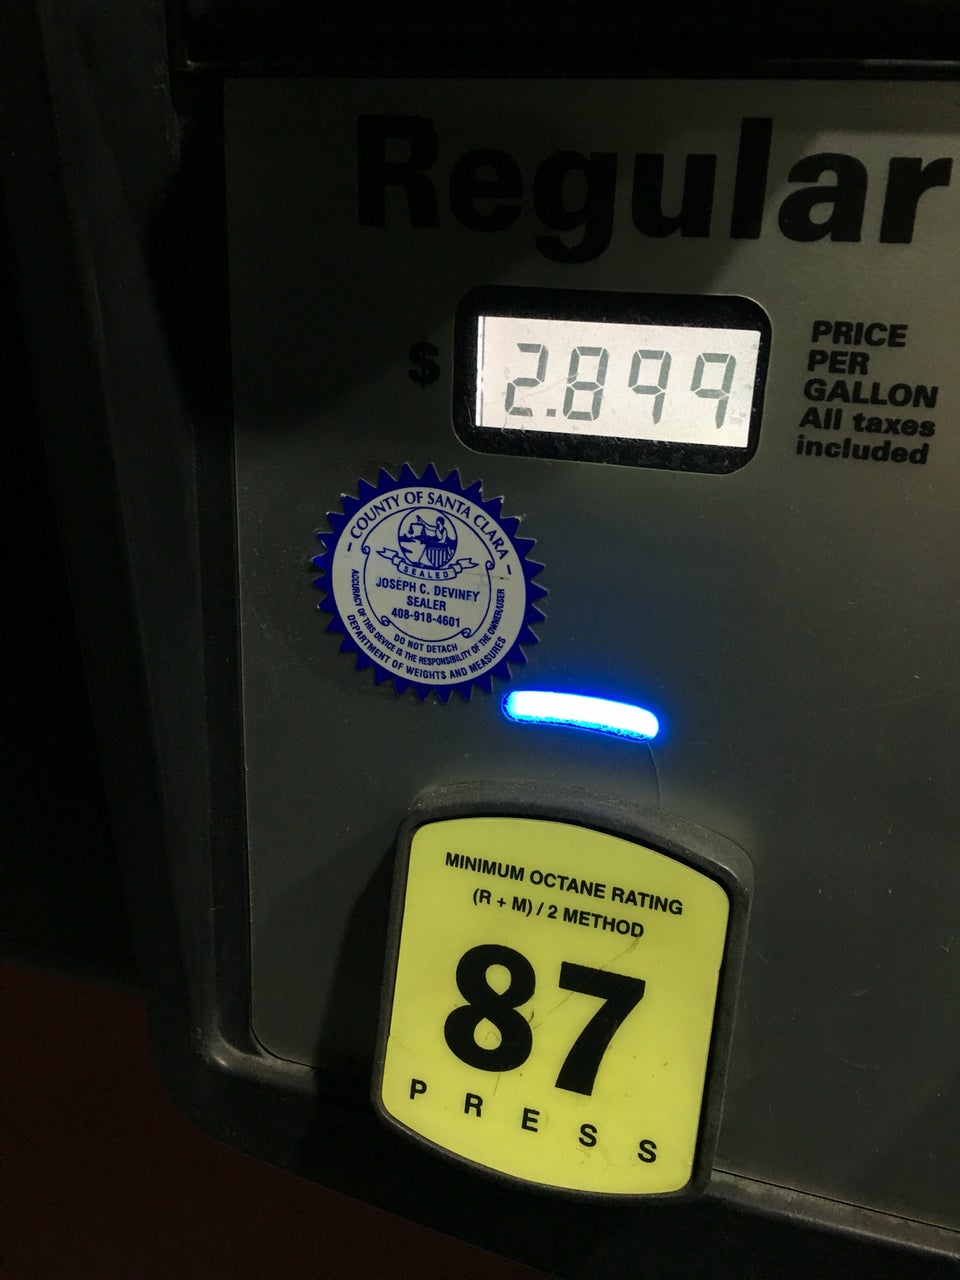 Regular
$
2.899
PRICE
PER
GALLON
All taxes
included
COUNTY OF SANTA CLARA
SEALED
JOSEPH C. DEVINEY
SEALER
408-918-4601
DO NOT DETACH
ACCURACY OF THIS DEVICE IS THE RESPONSIBILITY OF THE OWNER/USER
DEPARTMENT OF WEIGHTS AND MEASURES
MINIMUM OCTANE RATING
(R + M) / 2 METHOD
87
PRESS